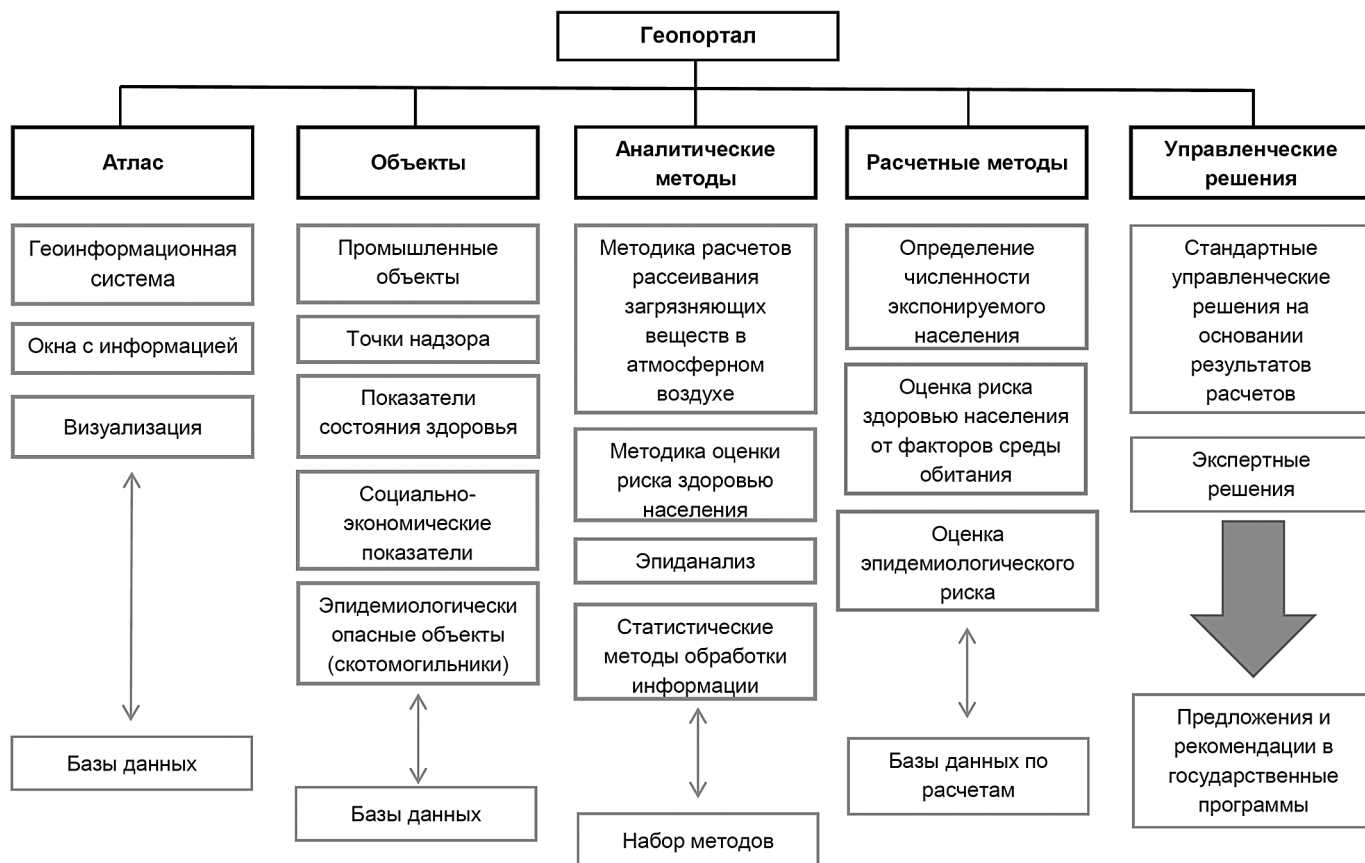 Геопортал
Атлас
Геоинформационная
система
Окна с информацией
Визуализация
Базы данных
Объекты
Промышленные
объекты
Точки надзора
Показатели
состояния здоровья
Социально-
экономические
показатели
Эпидемиологически
опасные объекты
(скотомогильники)
Базы данных
Аналитические
методы
Методика расчетов
рассеивания
загрязняющих
веществ в
атмосферном
воздухе
Методика оценки
риска здоровью
населения
Эпиданализ
Статистические
методы обработки
информации
Набор методов
Расчетные методы
Определение
численности
экспонируемого
населения
Оценка риска
здоровью населения
от факторов среды
обитания
Оценка
эпидемиологического
риска
Базы данных по
расчетам
Управленческие
решения
Стандартные
управленческие
решения на
основании
результатов
расчетов
Экспертные
решения
Предложения и
рекомендации в
государственные
программы